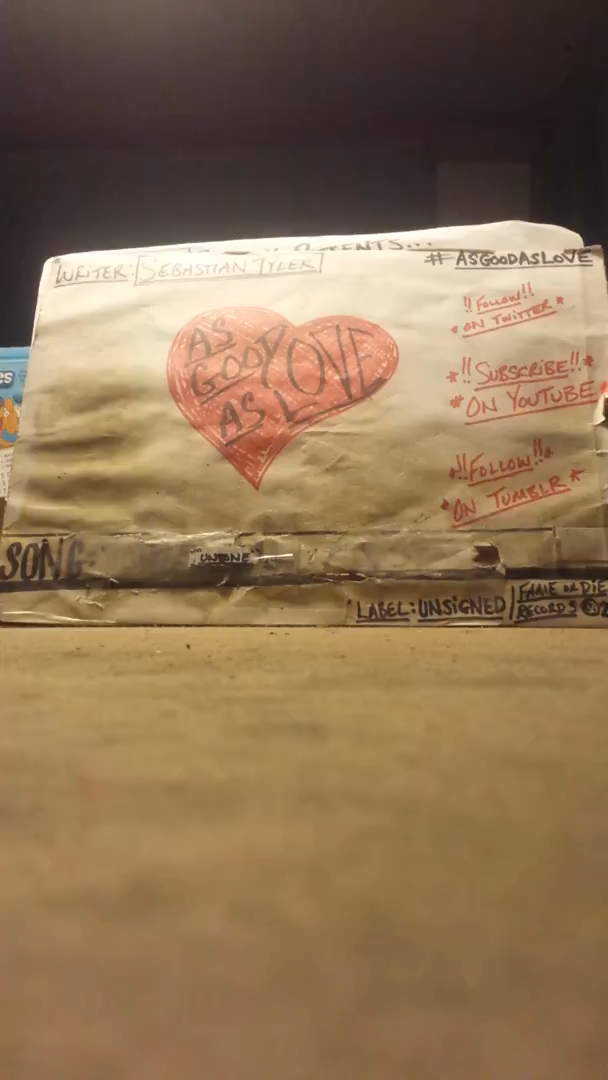 WRITER: SEBASTIAN TYLER
#ASGOODASLOVE
AS
GOOD
AS LOVE
!!FOLLOW!!
*ON TWITTER*
*!!SUBSCRIBE!!*
*ON YOUTUBE*
*!!FOLLOW!!*
*ON TUMBLR*
SONG:
LABEL: UNSIGNED
FAME OR DIE
RECORDS